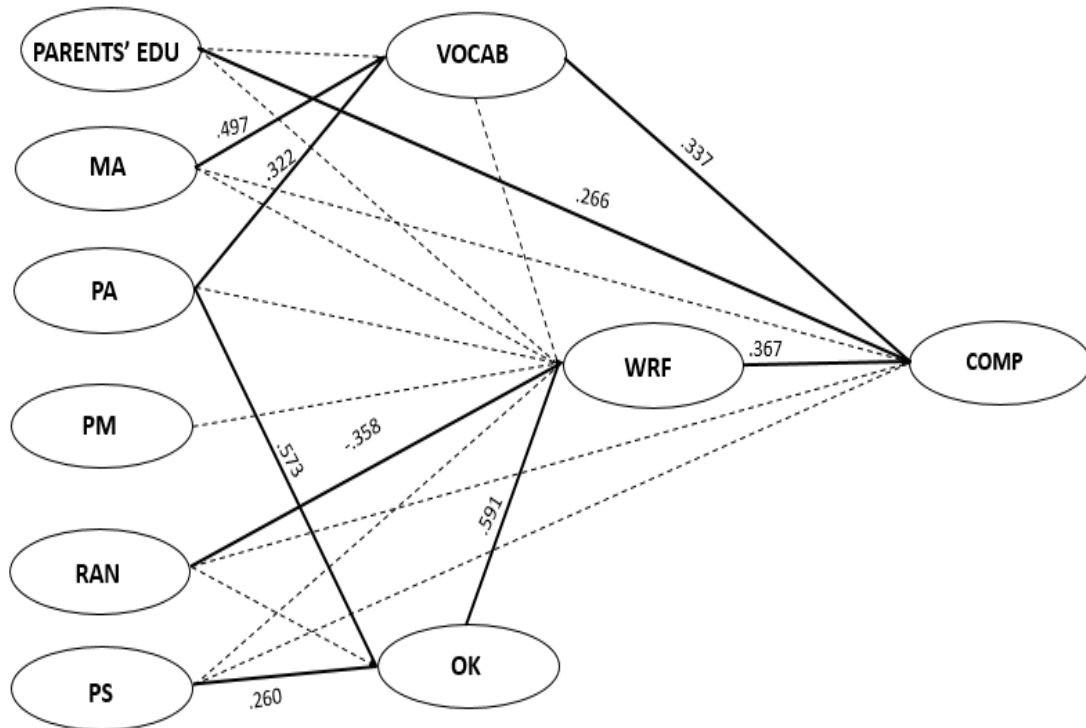 PARENTS' EDU
VOCAB
.497
MA
.322
.337
.266
PA
WRF
.367
COMP
PM
-.358
.573
.591
RAN
OK
PS
.260